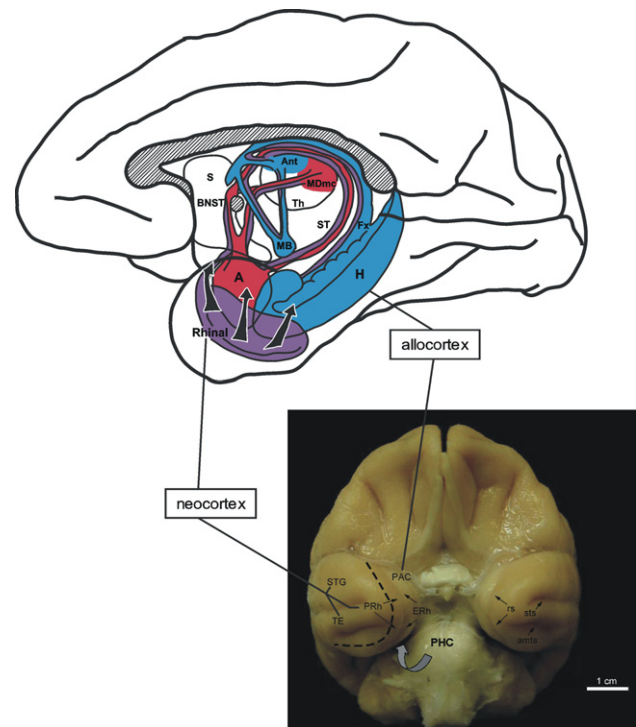 Ant
S
MDmc
BNST
Th
ST
Fx
MB
A
H
Rhinal
allocortex
neocortex
PAC
STG
PRh
ERh
rs
sts
TE
amts
PHC
1 cm